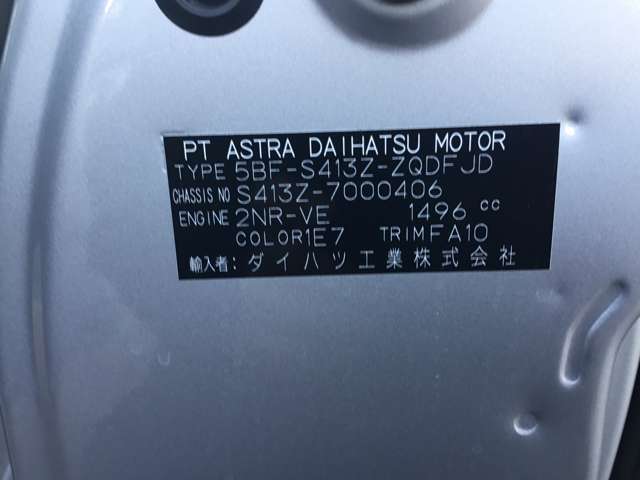 PT ASTRA DAIHATSU MOTOR
TYPE 5BF-S413Z-ZQDFJD
CHASSIS NO S413Z-7000406
ENGINE 2NR-VE 1496 cc
COLOR1E7 TRIMFA10
輸入者: ダイハツ工業株式会社